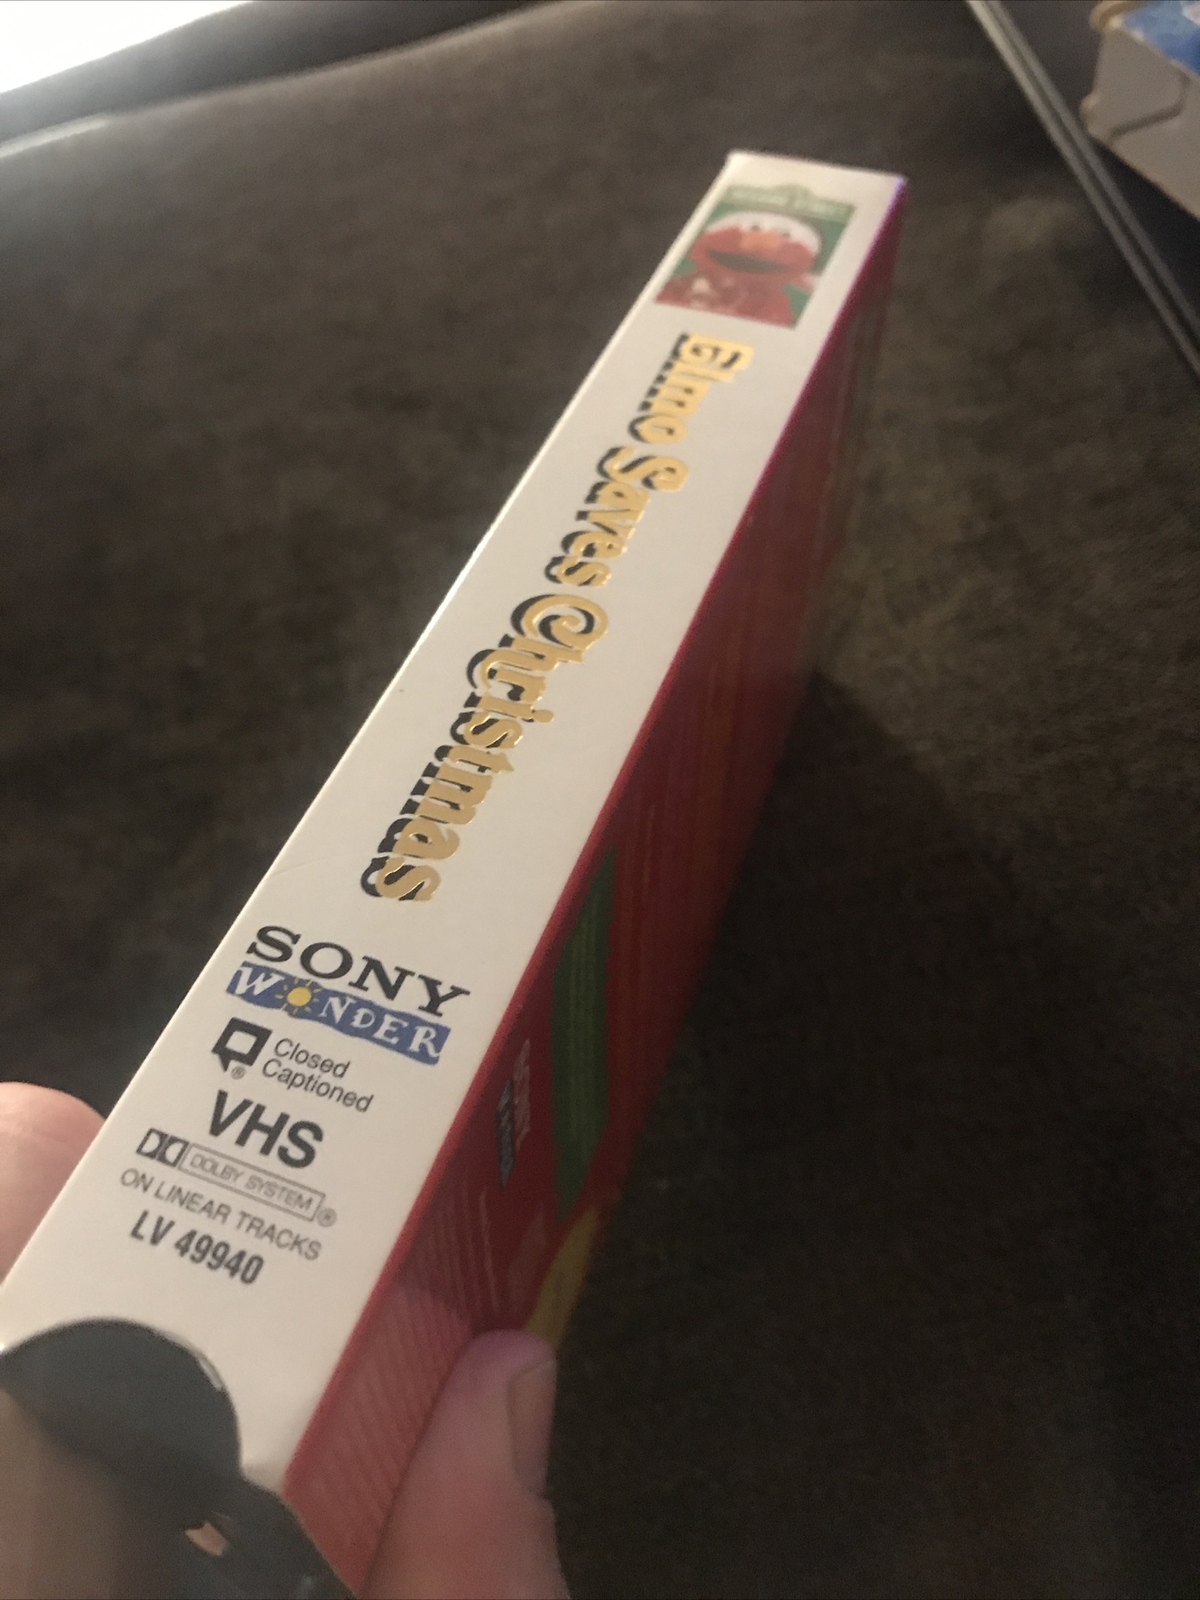 Elmo Saves Christmas
SONY
WONDER
Closed
Captioned
VHS
DOLBY SYSTEM ®
ON LINEAR TRACKS
LV 49940